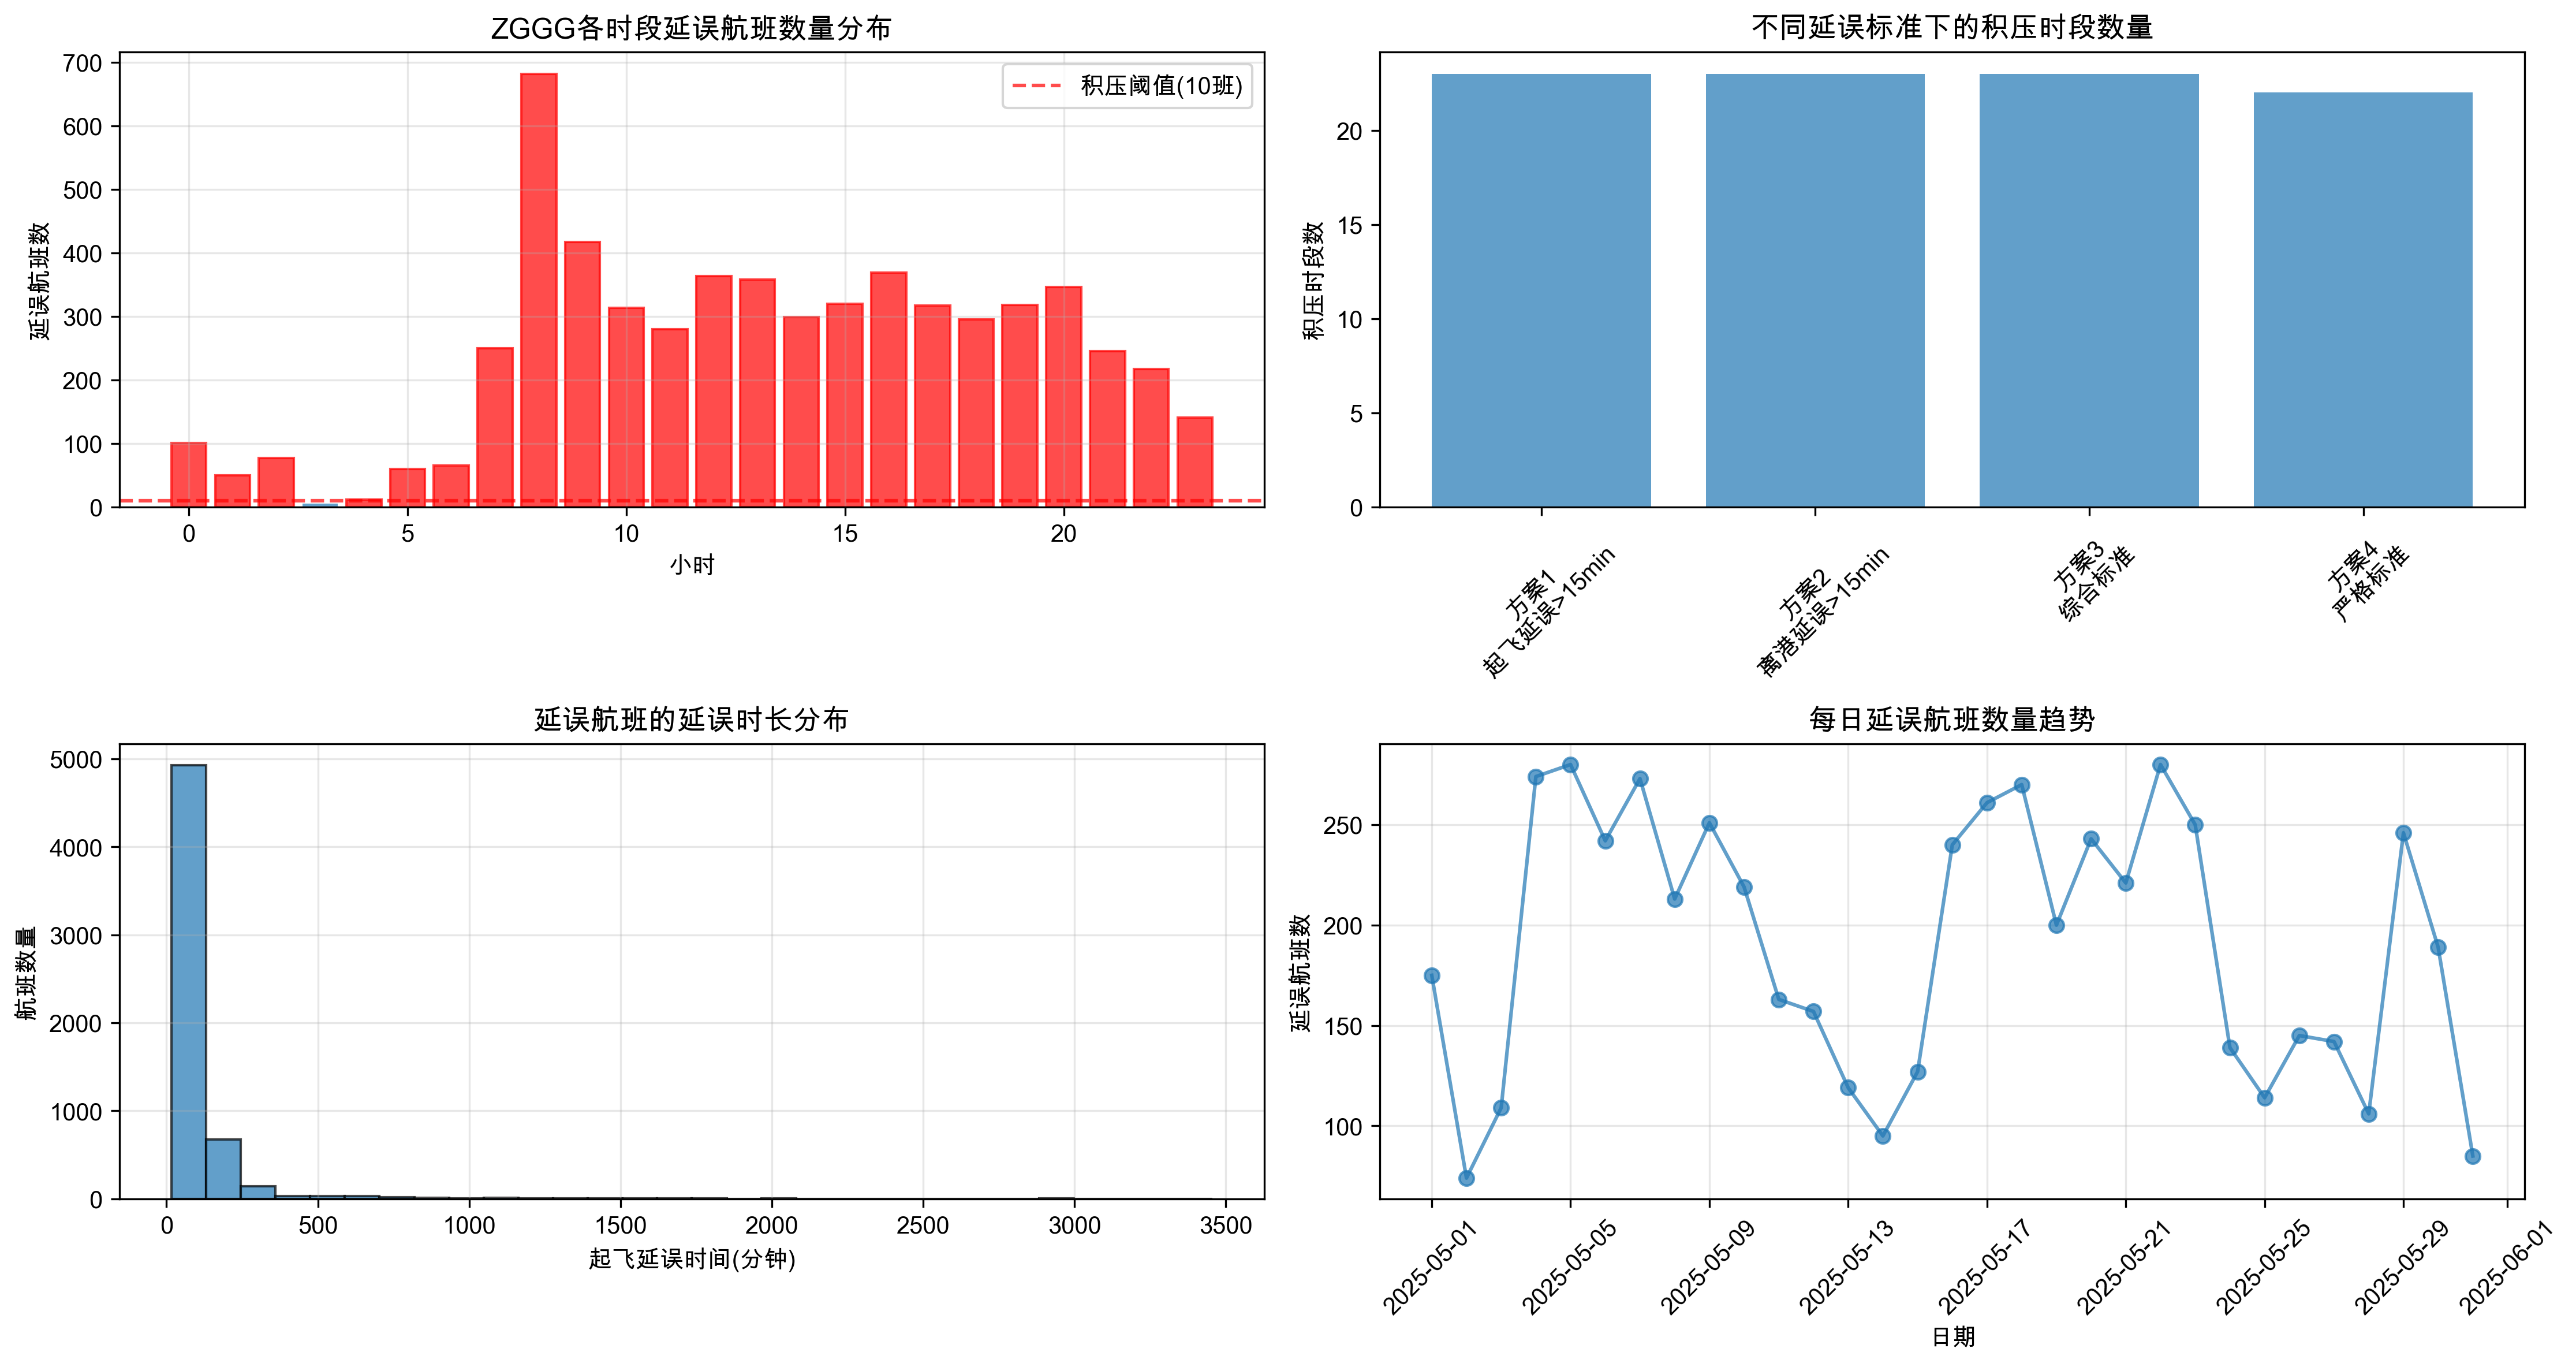 ZGGG各时段延误航班数量分布
延误航班数
700
600
500
400
300
200
100
0
积压阈值(10班)
0 5 10 15 20
小时
不同延误标准下的积压时段数量
积压时段数
20
15
10
5
0
方案1
起飞延误>15min
方案2
离港延误>15min
方案3
综合标准
方案4
严格标准
延误航班的延误时长分布
航班数量
5000
4000
3000
2000
1000
0
0 500 1000 1500 2000 2500 3000 3500
起飞延误时间(分钟)
每日延误航班数量趋势
延误航班数
250
200
150
100
2025-05-01
2025-05-05
2025-05-09
2025-05-13
2025-05-17
2025-05-21
2025-05-25
2025-05-29
2025-06-01
日期